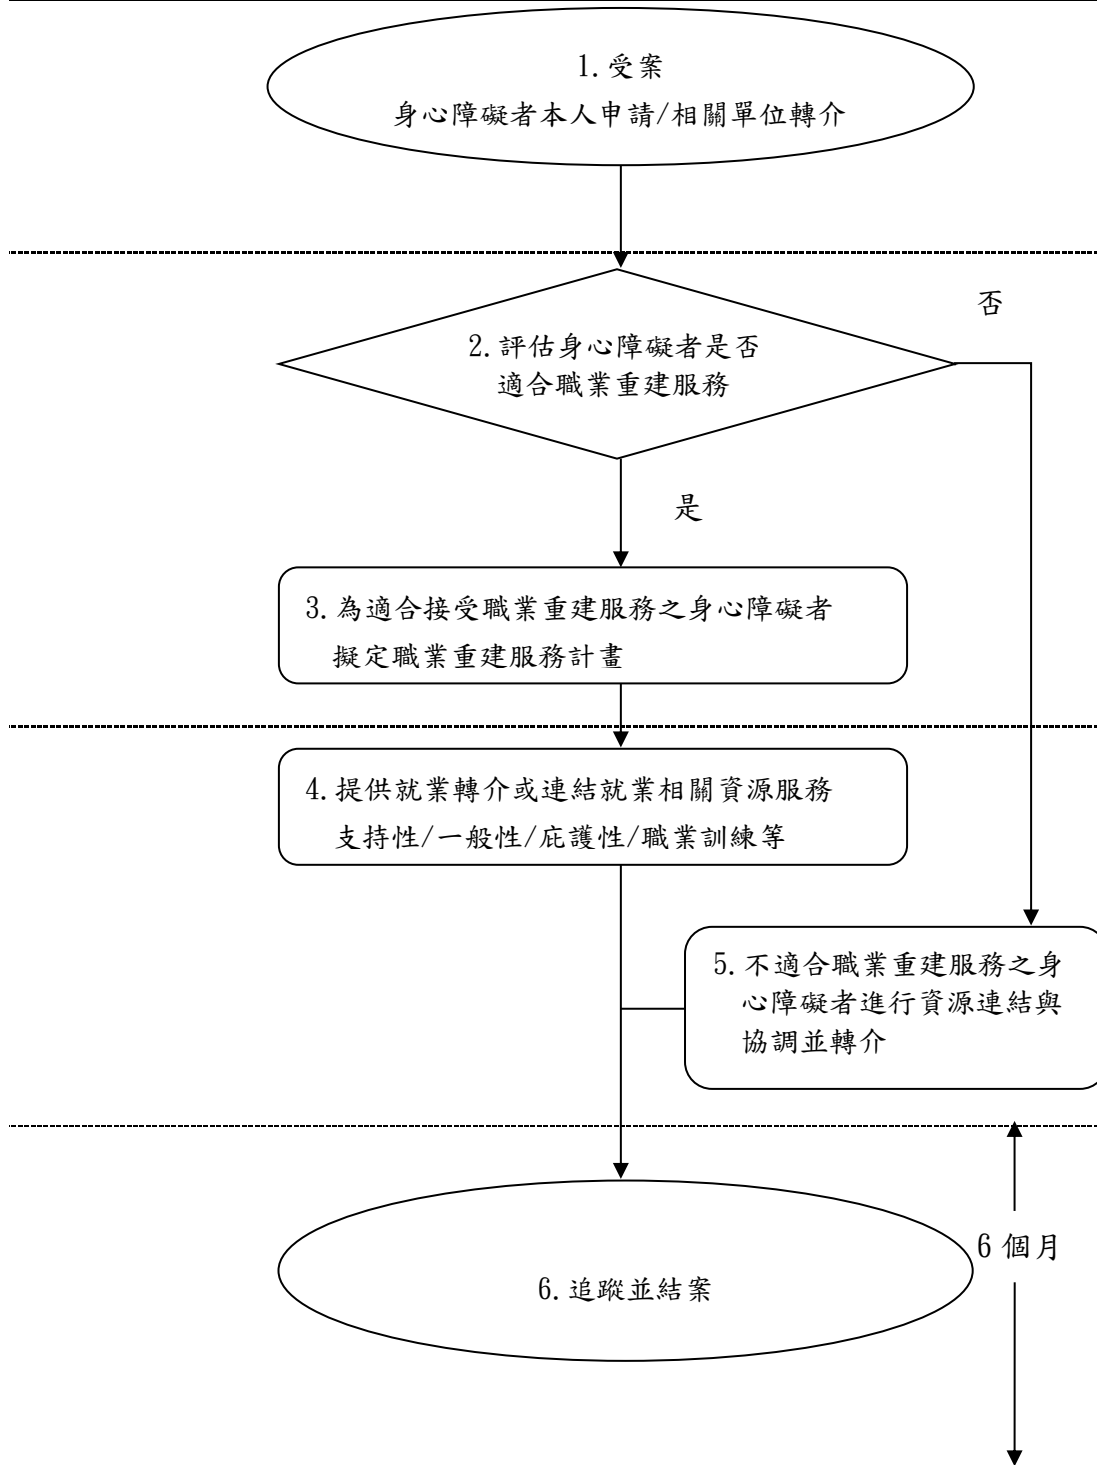 1.受案
身心障礙者本人申請/相關單位轉介
否
2.評估身心障礙者是否
適合職業重建服務
是
3.為適合接受職業重建服務之身心障礙者
擬定職業重建服務計畫
4.提供就業轉介或連結就業相關資源服務
支持性/一般性/庇護性/職業訓練等
5.不適合職業重建服務之身
心障礙者進行資源連結與
協調並轉介
6個月
6.追蹤並結案